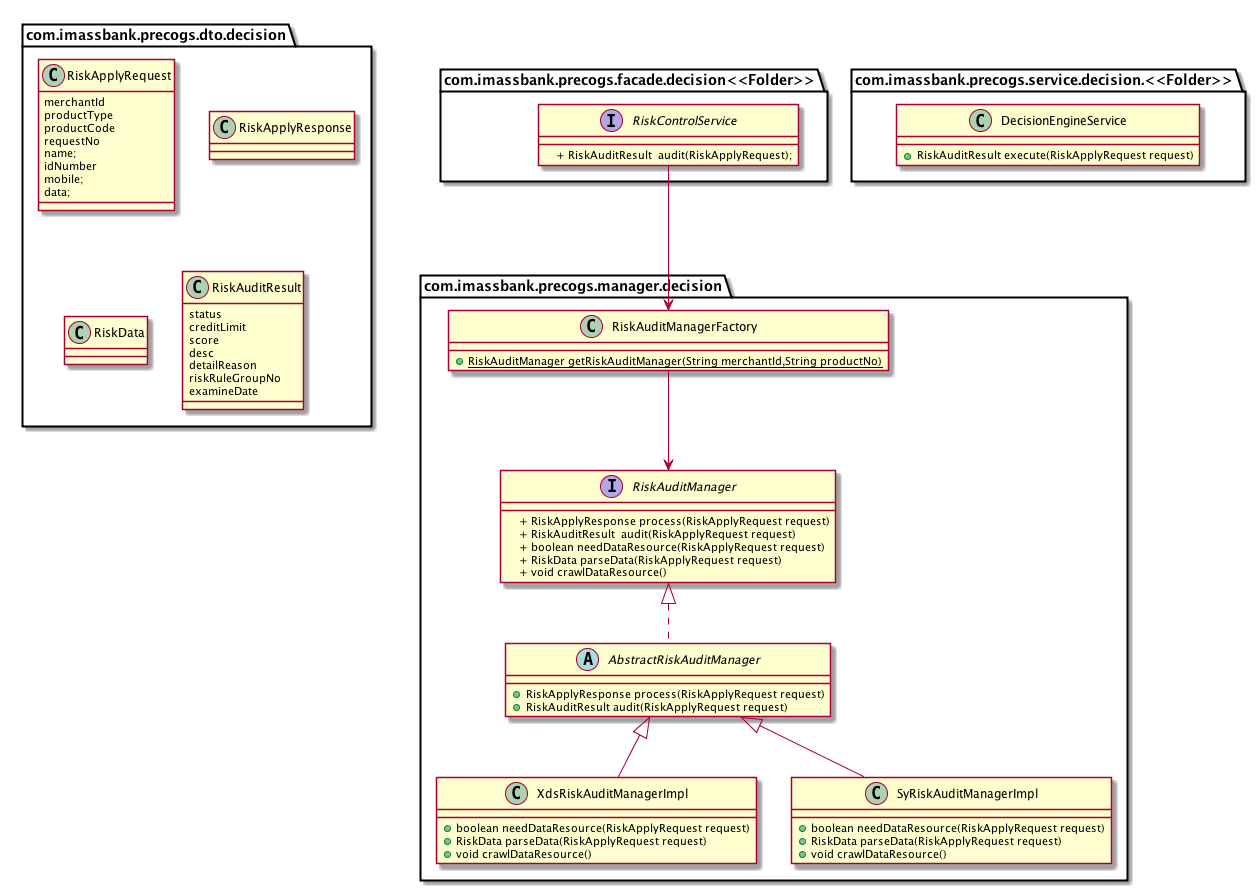 com.imassbank.precogs.dto.decision
C RiskApplyRequest
merchantId
productType
productCode
requestNo
name;
idNumber
mobile;
data;
C RiskApplyResponse
C RiskData
C RiskAuditResult
status
creditLimit
score
desc
detailReason
riskRuleGroupNo
examineDate
com.imassbank.precogs.facade.decision<<Folder>>
I RiskControlService
+ RiskAuditResult  audit(RiskApplyRequest);
com.imassbank.precogs.service.decision.<<Folder>>
C DecisionEngineService
RiskAuditResult execute(RiskApplyRequest request)
com.imassbank.precogs.manager.decision
C RiskAuditManagerFactory
RiskAuditManager getRiskAuditManager(String merchantId,String productNo)
I RiskAuditManager
+ RiskApplyResponse process(RiskApplyRequest request)
+ RiskAuditResult  audit(RiskApplyRequest request)
+ boolean needDataResource(RiskApplyRequest request)
+ RiskData parseData(RiskApplyRequest request)
+ void crawlDataResource()
A AbstractRiskAuditManager
RiskApplyResponse process(RiskApplyRequest request)
RiskAuditResult audit(RiskApplyRequest request)
C XdsRiskAuditManagerImpl
boolean needDataResource(RiskApplyRequest request)
RiskData parseData(RiskApplyRequest request)
void crawlDataResource()
C SyRiskAuditManagerImpl
boolean needDataResource(RiskApplyRequest request)
RiskData parseData(RiskApplyRequest request)
void crawlDataResource()